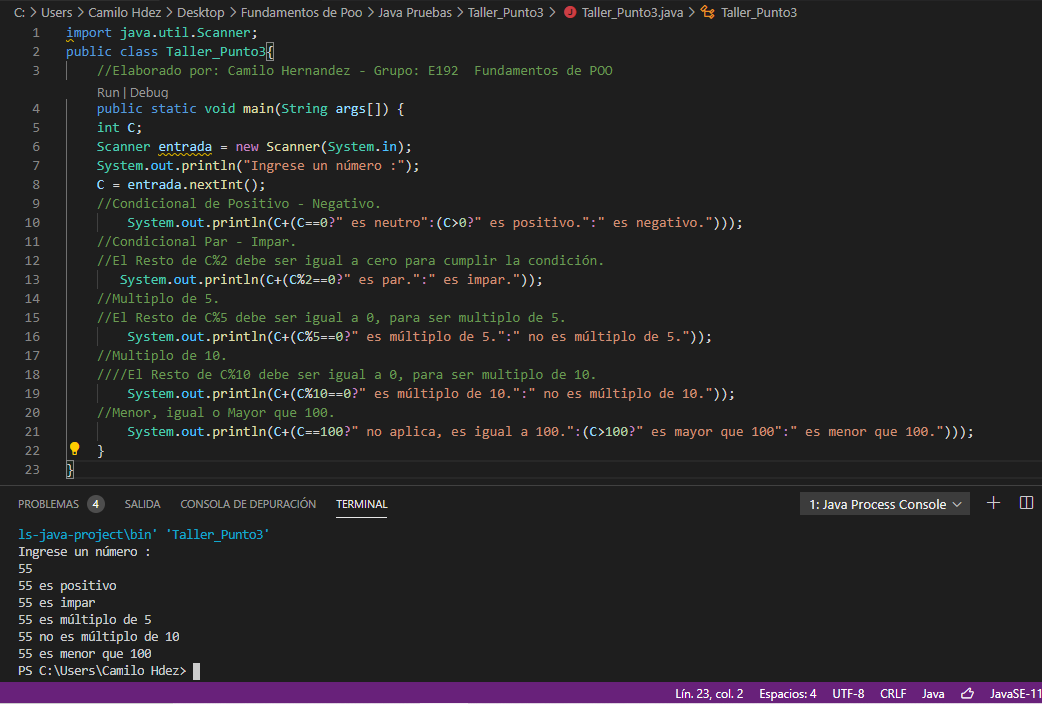 C: > Users > Camilo Hdez > Desktop > Fundamentos de Poo > Java Pruebas > Taller_Punto3 > J Taller_Punto3.java > Taller_Punto3
1 import java.util.Scanner;
2 public class Taller_Punto3{
3 //Elaborado por: Camilo Hernandez - Grupo: E192  Fundamentos de POO
Run | Debug
4 public static void main(String args[]) {
5 int C;
6 Scanner entrada = new Scanner(System.in);
7 System.out.println("Ingrese un número :");
8 C = entrada.nextInt();
9 //Condicional de Positivo - Negativo.
10 System.out.println(C+(C==0?" es neutro":(C>0?" es positivo.":" es negativo.")));
11 //Condicional Par - Impar.
12 //El Resto de C%2 debe ser igual a cero para cumplir la condición.
13 System.out.println(C+(C%2==0?" es par.":" es impar."));
14 //Multiplo de 5.
15 //El Resto de C%5 debe ser igual a 0, para ser multiplo de 5.
16 System.out.println(C+(C%5==0?" es múltiplo de 5.":" no es múltiplo de 5."));
17 //Multiplo de 10.
18 ////El Resto de C%10 debe ser igual a 0, para ser multiplo de 10.
19 System.out.println(C+(C%10==0?" es múltiplo de 10.":" no es múltiplo de 10."));
20 //Menor, igual o Mayor que 100.
21 System.out.println(C+(C==100?" no aplica, es igual a 100.":(C>100?" es mayor que 100":" es menor que 100.")));
22 }
23 }
PROBLEMAS 4 SALIDA CONSOLA DE DEPURACIÓN TERMINAL 1: Java Process Console
ls-java-project\bin' 'Taller_Punto3'
Ingrese un número :
55
55 es positivo
55 es impar
55 es múltiplo de 5
55 no es múltiplo de 10
55 es menor que 100
PS C:\Users\Camilo Hdez>
Lín. 23, col. 2 Espacios: 4 UTF-8 CRLF Java JavaSE-11